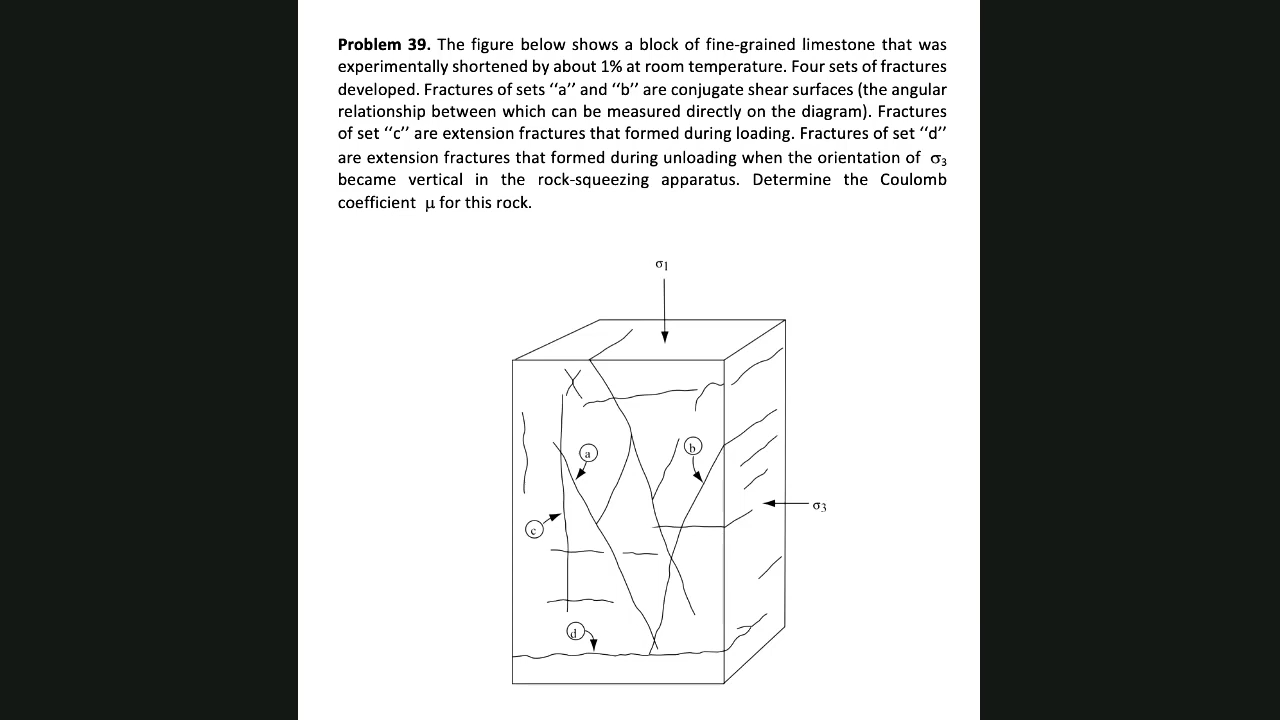 Problem 39. The figure below shows a block of fine-grained limestone that was
experimentally shortened by about 1% at room temperature. Four sets of fractures
developed. Fractures of sets ‘‘a’’ and ‘‘b’’ are conjugate shear surfaces (the angular
relationship between which can be measured directly on the diagram). Fractures
of set ‘‘c’’ are extension fractures that formed during loading. Fractures of set ‘‘d’’
are extension fractures that formed during unloading when the orientation of σ3
became vertical in the rock-squeezing apparatus. Determine the Coulomb
coefficient μ for this rock.
σ1
a
b
σ3
c
d